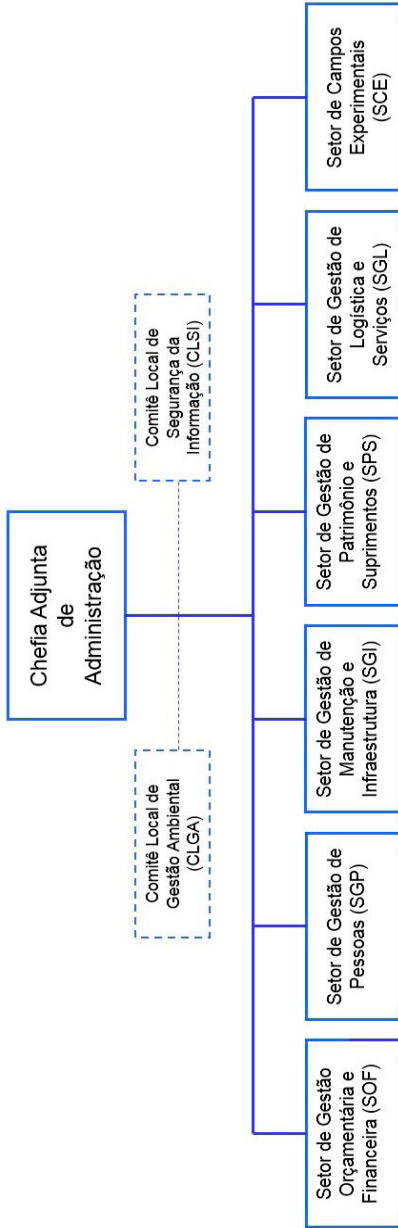 Chefia Adjunta
de
Administração
Comitê Local de
Gestão Ambiental
(CLGA)
Comitê Local de
Segurança da
Informação (CLSI)
Setor de Gestão
Orçamentária e
Financeira (SOF)
Setor de Gestão de
Pessoas (SGP)
Setor de Gestão de
Manutenção e
Infraestrutura (SGI)
Setor de Gestão de
Patrimônio e
Suprimentos (SPS)
Setor de Gestão de
Logística e
Serviços (SGL)
Setor de Campos
Experimentais
(SCE)